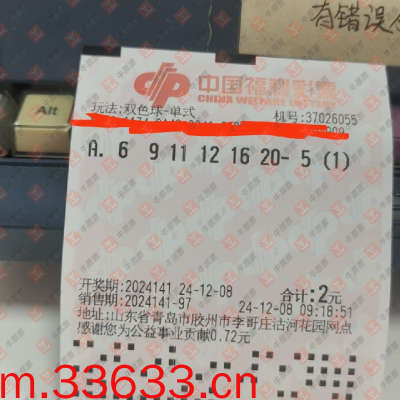 有错误
Alt
中国福利彩票
CHINA WELFARE LOTTERY
玩法:双色球-单式 机号:37026055
A. 6 9 11 12 16 20- 5 (1)
开奖期:2024141 24-12-08 合计:2元
销售期:2024141-97 24-12-08 09:18:51
地址:山东省青岛市胶州市李哥庄沽河花园网点
感谢您为公益事业贡献0.72元
m.33633.cn